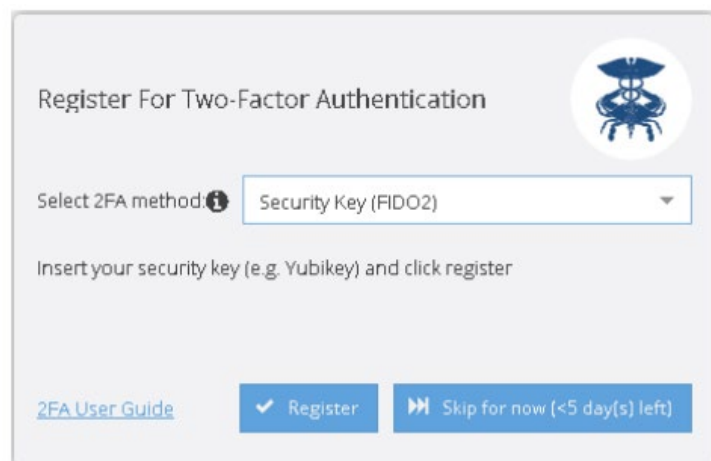 Register For Two-Factor Authentication
Select 2FA method:
Security Key (FIDO2)
Insert your security key (e.g. Yubikey) and click register
2FA User Guide
Register
Skip for now (<5 day(s) left)